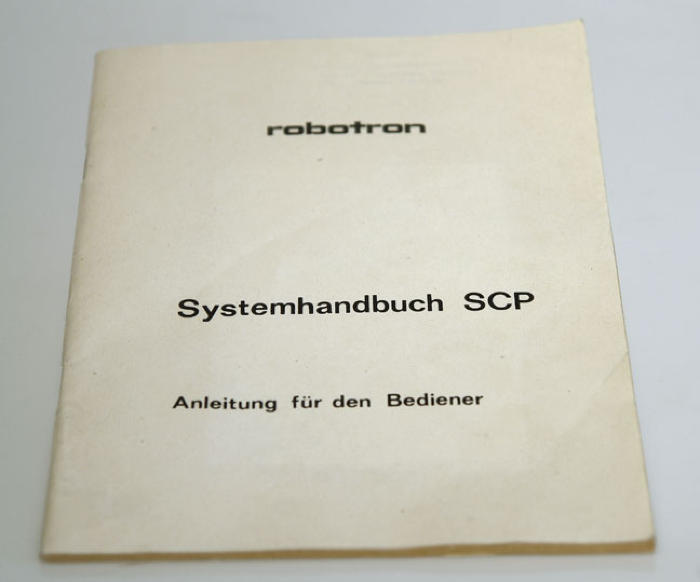 robotron
Systemhandbuch SCP
Anleitung für den Bediener